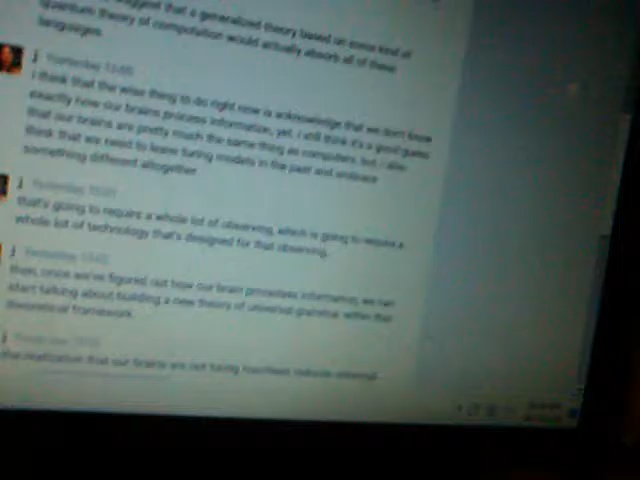 suggest that a generalized theory based on some kind of
quantum theory of computation would actually absorb all of these
languages.
i think that the wise thing to do right now is acknowledge that we don't know
exactly how our brains process information, yet. i still think it's a good guess
that our brains are pretty much the same thing as computers, but i also
think that we need to leave turing models in the past and embrace
something different altogether.
that's going to require a whole lot of observing, which is going to require a
whole lot of technology that's designed for that observing.
then, once we've figured out how our brain processes information, we can
start talking about building a new theory of universal grammar within that
theoretical framework.
the realization that our brains are not turing machines